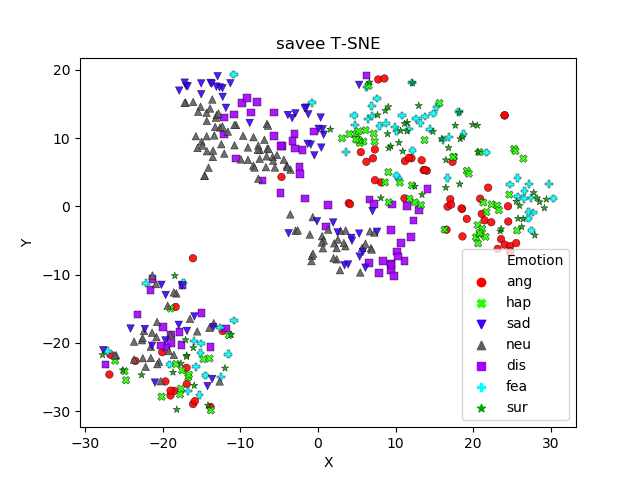 savee T-SNE
20
10
0
−10
−20
−30
Y
−30
−20
−10
0
10
20
30
X
Emotion
ang
hap
sad
neu
dis
fea
sur